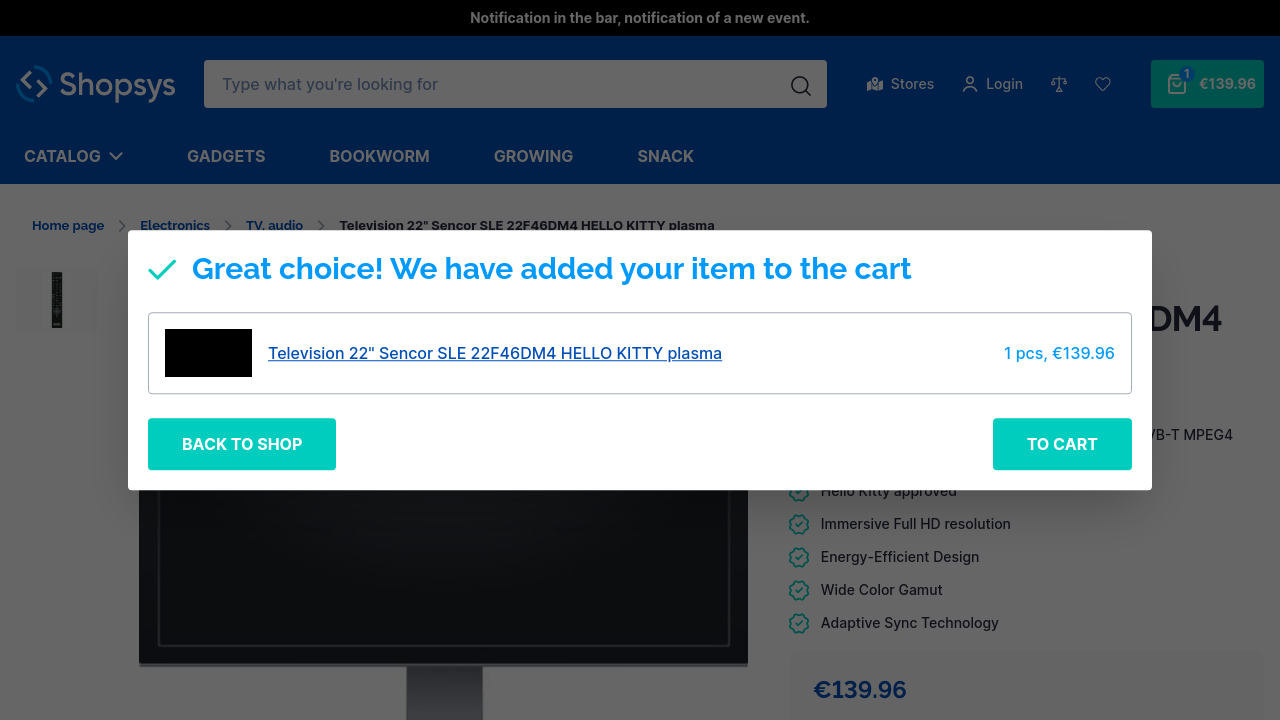 Notification in the bar, notification of a new event.
Shopsys
Type what you're looking for
Stores
Login
1
€139.96
CATALOG
GADGETS
BOOKWORM
GROWING
SNACK
Home page
Electronics
TV, audio
Television 22" Sencor SLE 22F46DM4 HELLO KITTY plasma
Great choice! We have added your item to the cart
DM4
Television 22" Sencor SLE 22F46DM4 HELLO KITTY plasma
1 pcs, €139.96
BACK TO SHOP
TO CART
VB-T MPEG4
Hello Kitty approved
Immersive Full HD resolution
Energy-Efficient Design
Wide Color Gamut
Adaptive Sync Technology
€139.96